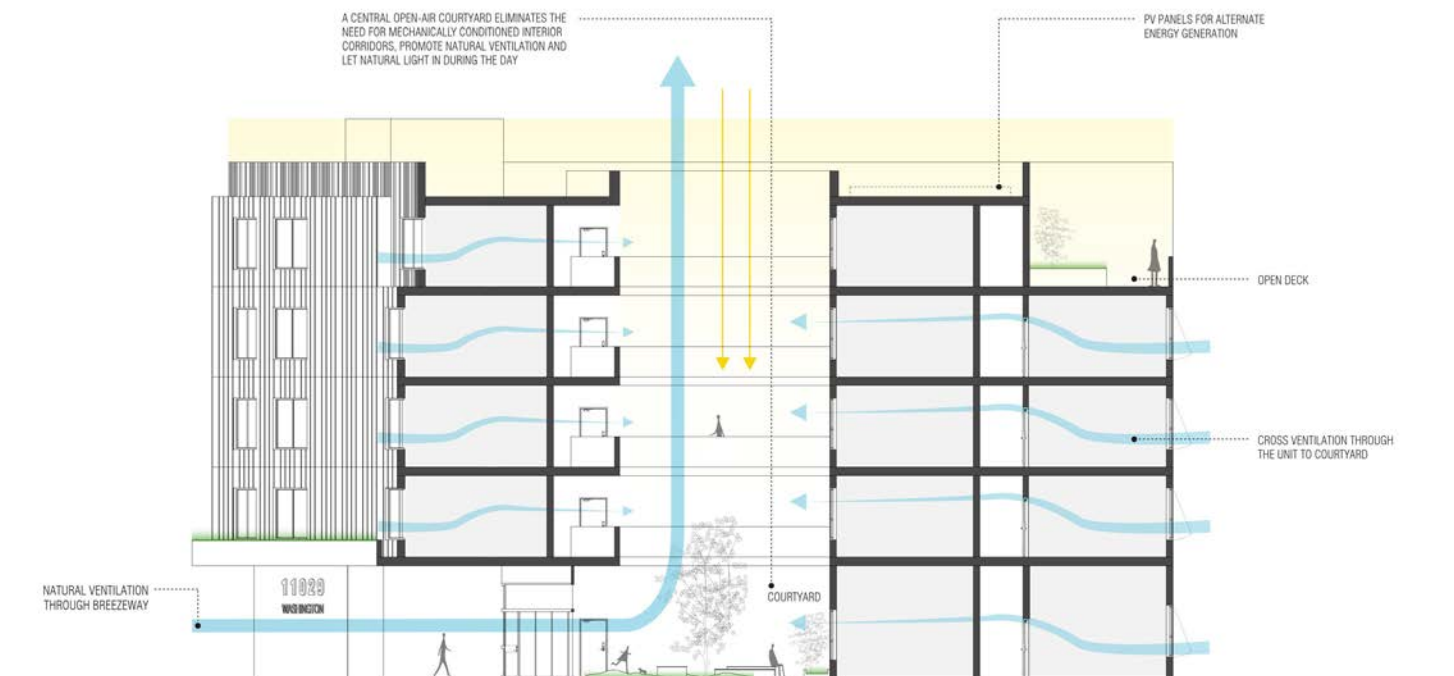 A CENTRAL OPEN-AIR COURTYARD ELIMINATES THE
NEED FOR MECHANICALLY CONDITIONED INTERIOR
CORRIDORS, PROMOTE NATURAL VENTILATION AND
LET NATURAL LIGHT IN DURING THE DAY
PV PANELS FOR ALTERNATE
ENERGY GENERATION
OPEN DECK
CROSS VENTILATION THROUGH
THE UNIT TO COURTYARD
NATURAL VENTILATION
THROUGH BREEZEWAY
11029
WASHINGTON
COURTYARD